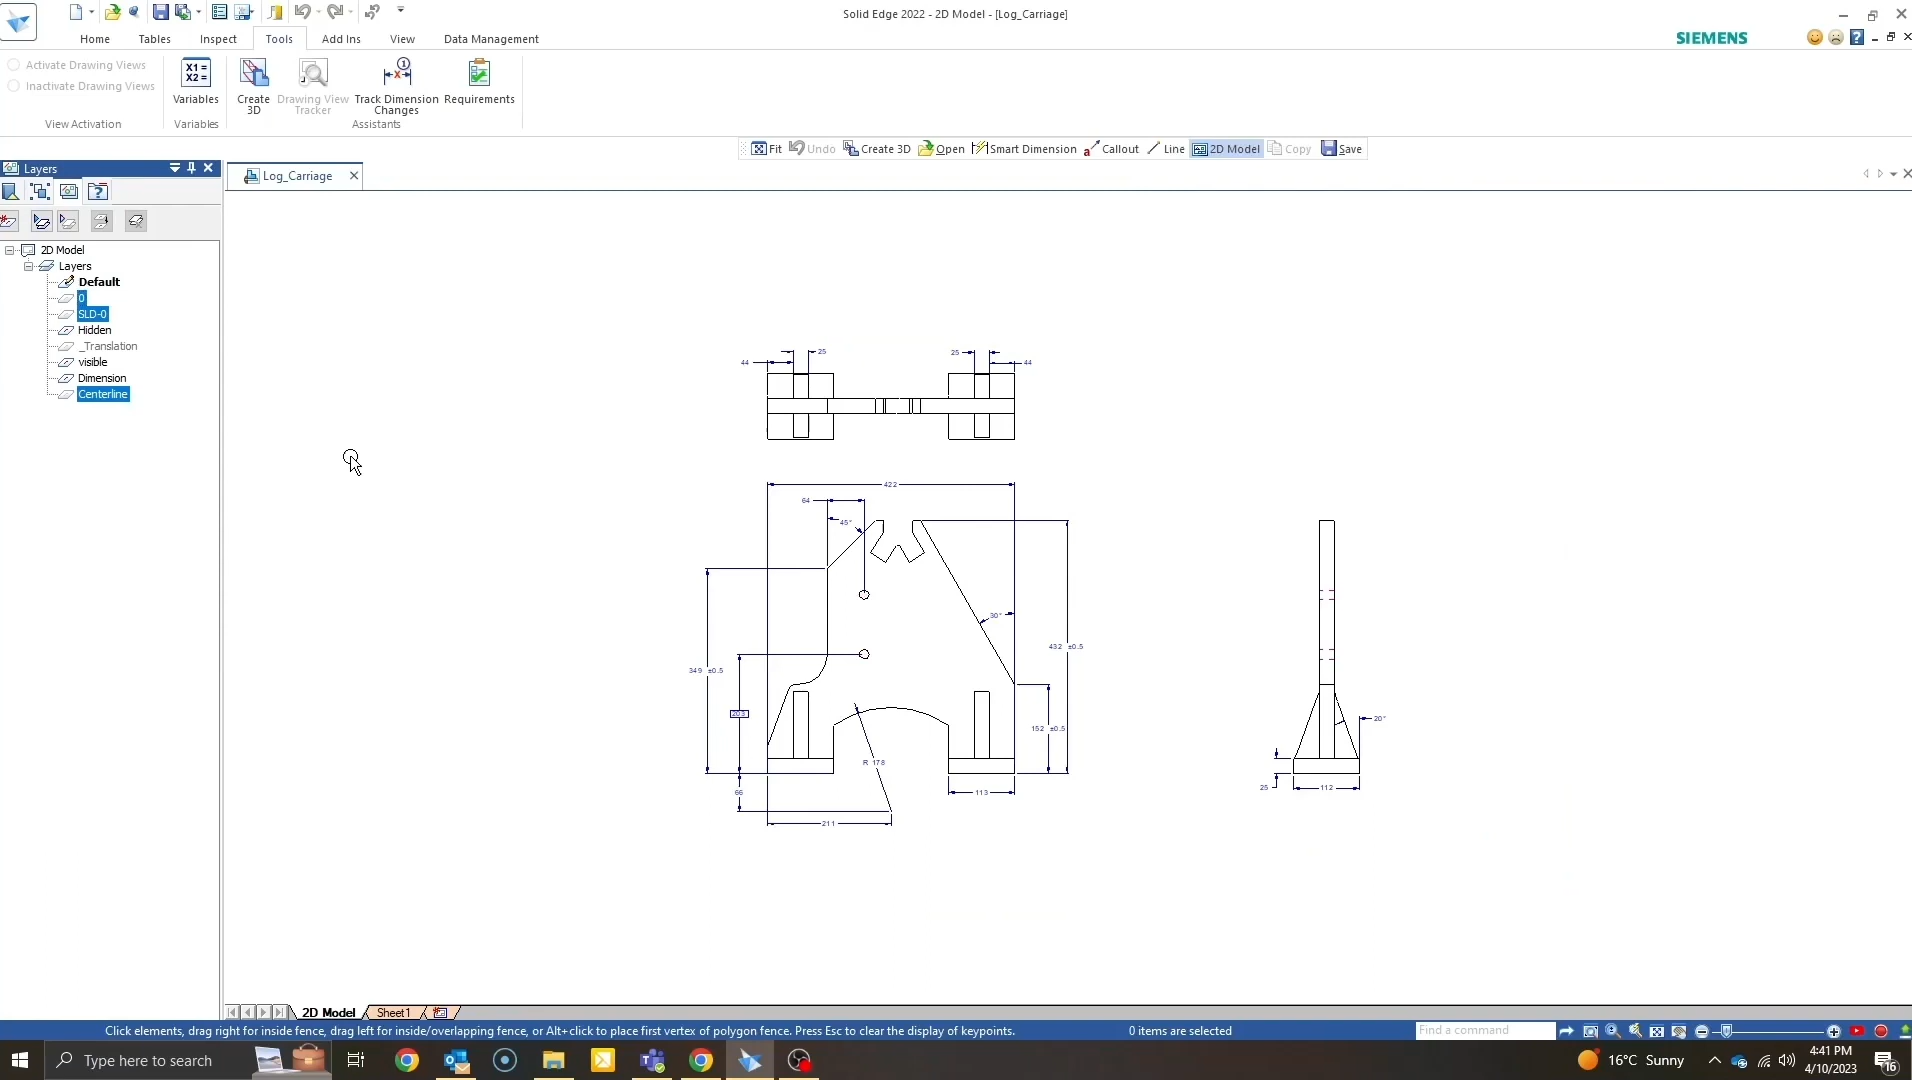 Solid Edge 2022 - 2D Model - [Log_Carriage]
Home
Tables
Inspect
Tools
Add Ins
View
Data Management
SIEMENS
Activate Drawing Views
Inactivate Drawing Views
View Activation
X1 =
X2 =
Variables
Variables
Create
3D
Drawing View
Tracker
Track Dimension
Changes
Requirements
Assistants
Fit
Undo
Create 3D
Open
Smart Dimension
Callout
Line
2D Model
Copy
Save
Layers
Log_Carriage
2D Model
Layers
Default
0
SLD-0
Hidden
_Translation
visible
Dimension
Centerline
25
44
25
44
422
64
45°
30°
432 ±0.5
349 ±0.5
203
152 ±0.5
R 178
66
113
211
20°
25
112
2D Model
Sheet1
Click elements, drag right for inside fence, drag left for inside/overlapping fence, or Alt+click to place first vertex of polygon fence. Press Esc to clear the display of keypoints.
0 items are selected
Find a command
Type here to search
16°C Sunny
4:41 PM
4/10/2023
16